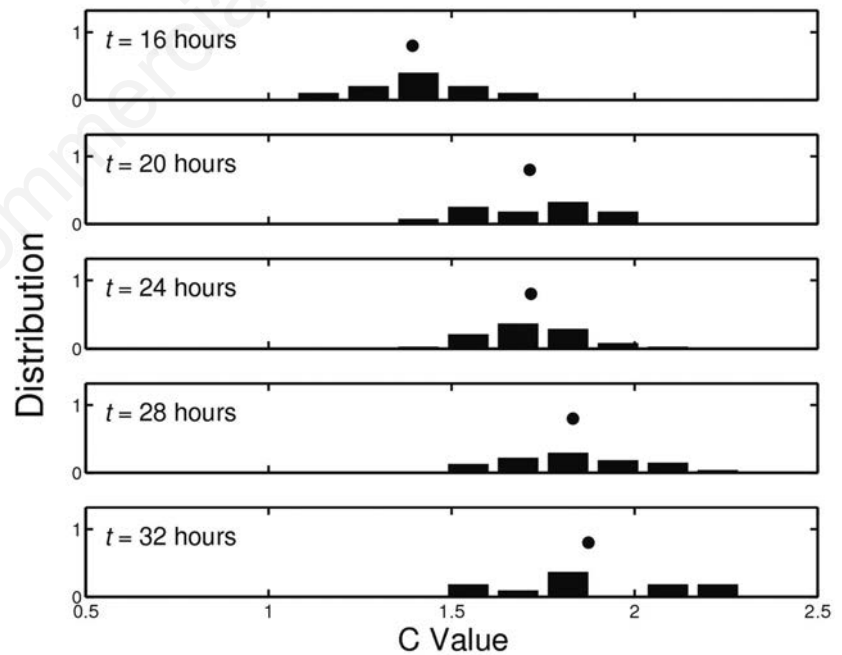 1
t = 16 hours
0
1
t = 20 hours
0
1
t = 24 hours
0
1
t = 28 hours
0
1
t = 32 hours
0
0.5 1 1.5 2 2.5
C Value
Distribution